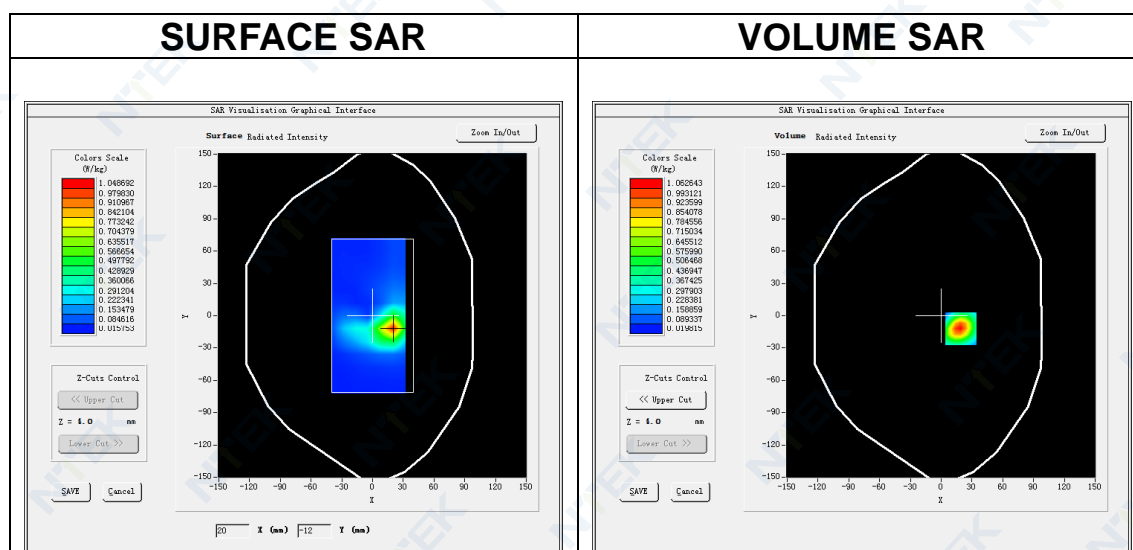 SURFACE SAR
VOLUME SAR
SAR Visualisation Graphical Interface
Surface Radiated Intensity
Zoom In/Out
Colors Scale
(W/kg)
1.048692
0.979830
0.910967
0.842104
0.773242
0.704379
0.635517
0.566654
0.497792
0.428929
0.360066
0.291204
0.222341
0.153479
0.084616
0.015753
150
120
90
60
30
0
-30
-60
-90
-120
-150
Y
-150 -120 -90 -60 -30 0 30 60 90 120 150
X
Z-Cuts Control
<< Upper Cut
Z = 4.0 mm
Lower Cut >>
SAVE Cancel
20 X (mm) -12 Y (mm)
SAR Visualisation Graphical Interface
Volume Radiated Intensity
Zoom In/Out
Colors Scale
(W/kg)
1.062643
0.993121
0.923599
0.854078
0.784556
0.715034
0.645512
0.575990
0.506468
0.436947
0.367425
0.297903
0.228381
0.158859
0.089337
0.019815
150
120
90
60
30
0
-30
-60
-90
-120
-150
Y
-150 -120 -90 -60 -30 0 30 60 90 120 150
X
Z-Cuts Control
<< Upper Cut
Z = 4.0 mm
Lower Cut >>
SAVE Cancel
NTEK